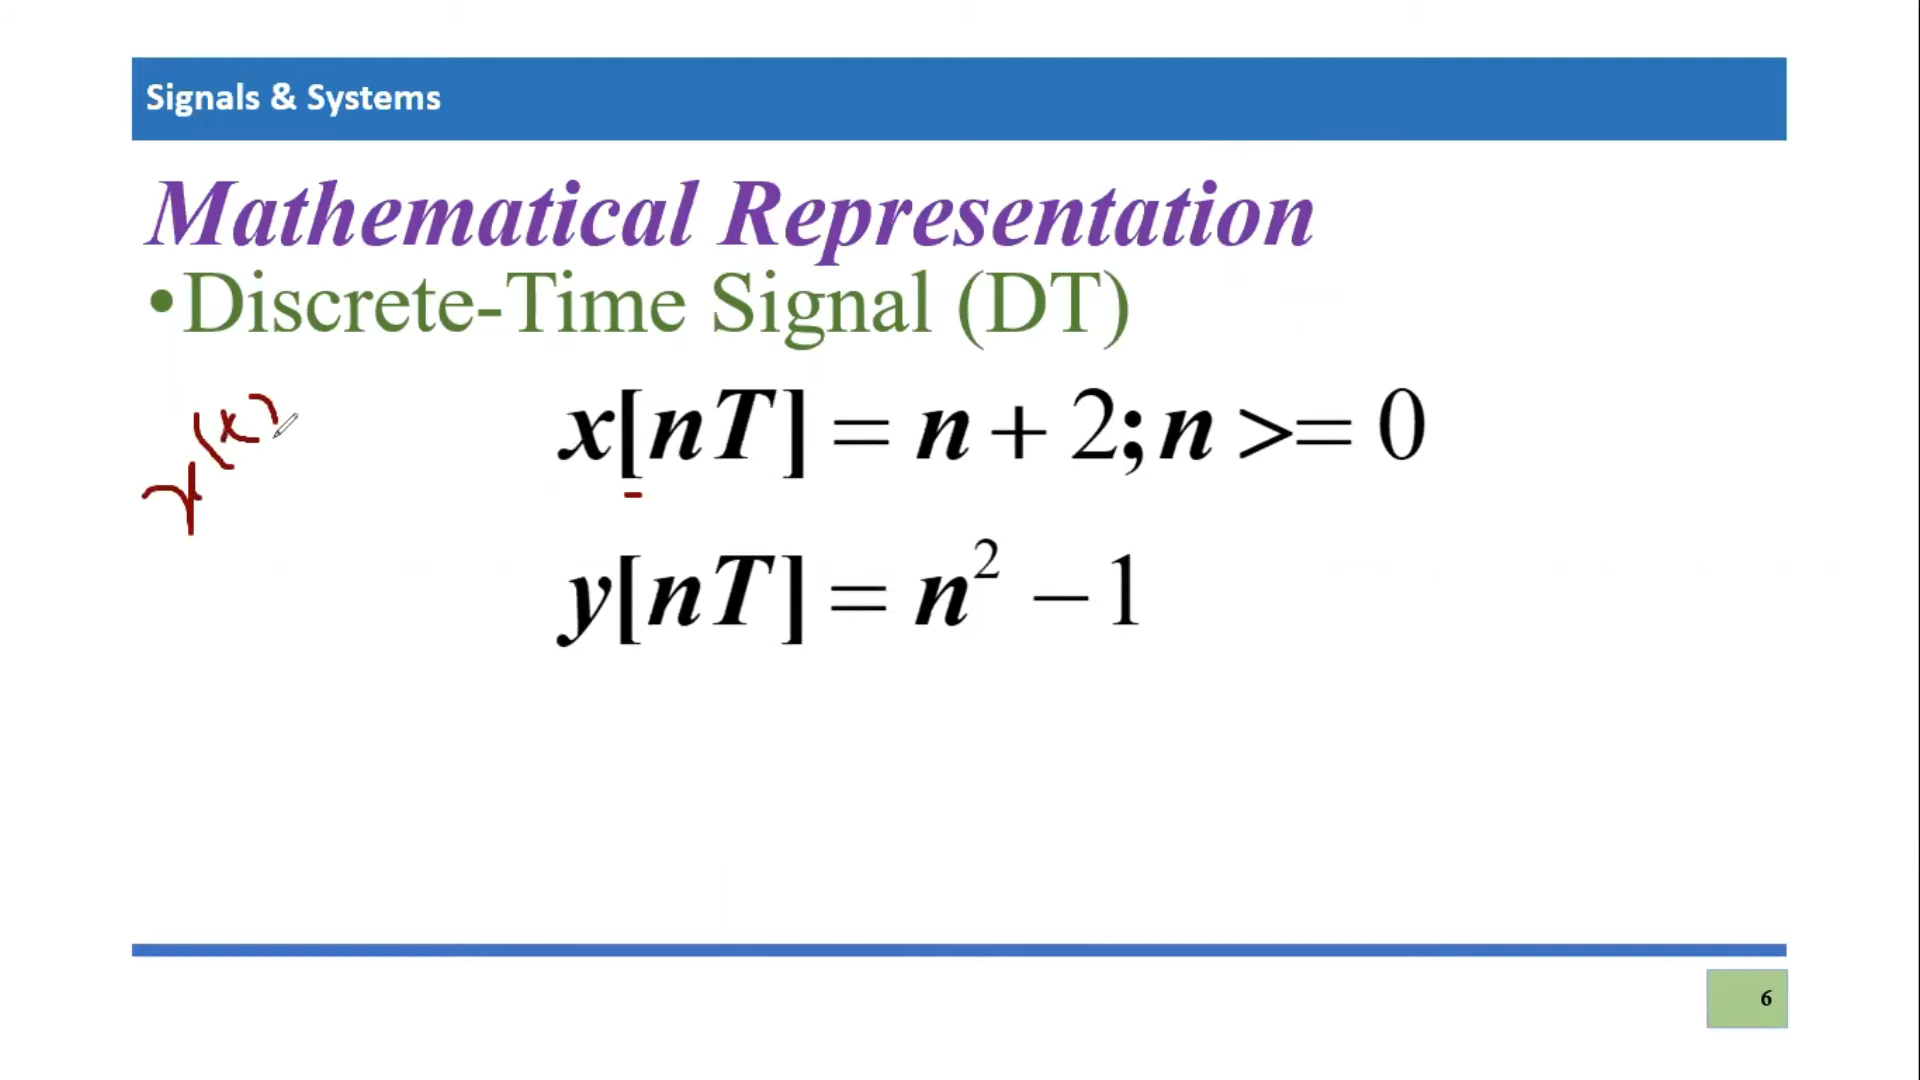 Signals & Systems
Mathematical Representation
•Discrete-Time Signal (DT)
x[nT] = n + 2; n >= 0
(x)
y[nT] = n² − 1
6